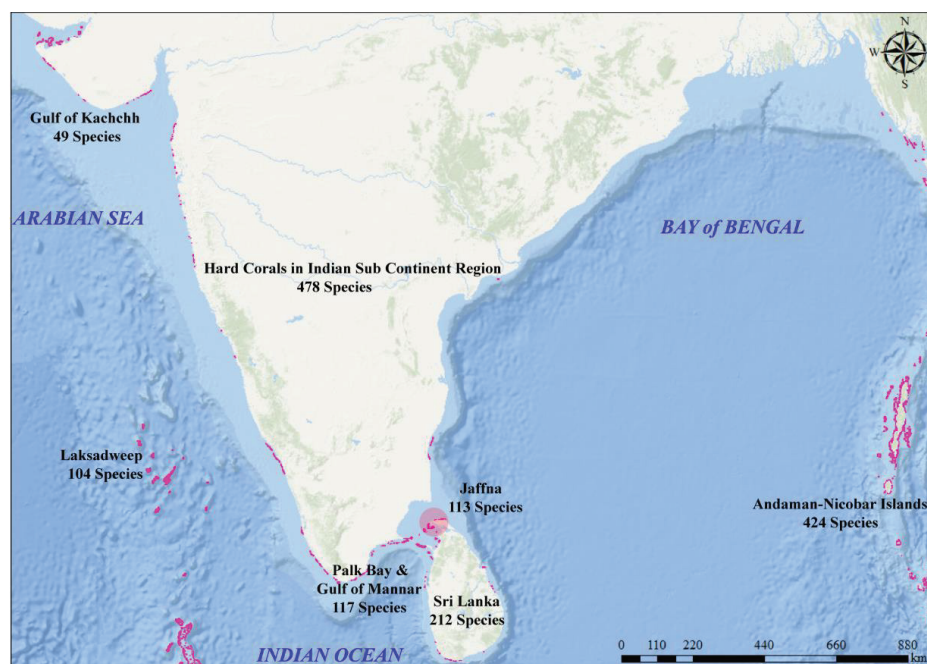 N
W
S
Gulf of Kachchh
49 Species
ARABIAN SEA
BAY of BENGAL
Hard Corals in Indian Sub Continent Region
478 Species
Laksadweep
104 Species
Jaffna
113 Species
Andaman-Nicobar Islands
424 Species
Palk Bay &
Gulf of Mannar
117 Species
Sri Lanka
212 Species
INDIAN OCEAN
0 110 220 440 660 880
km